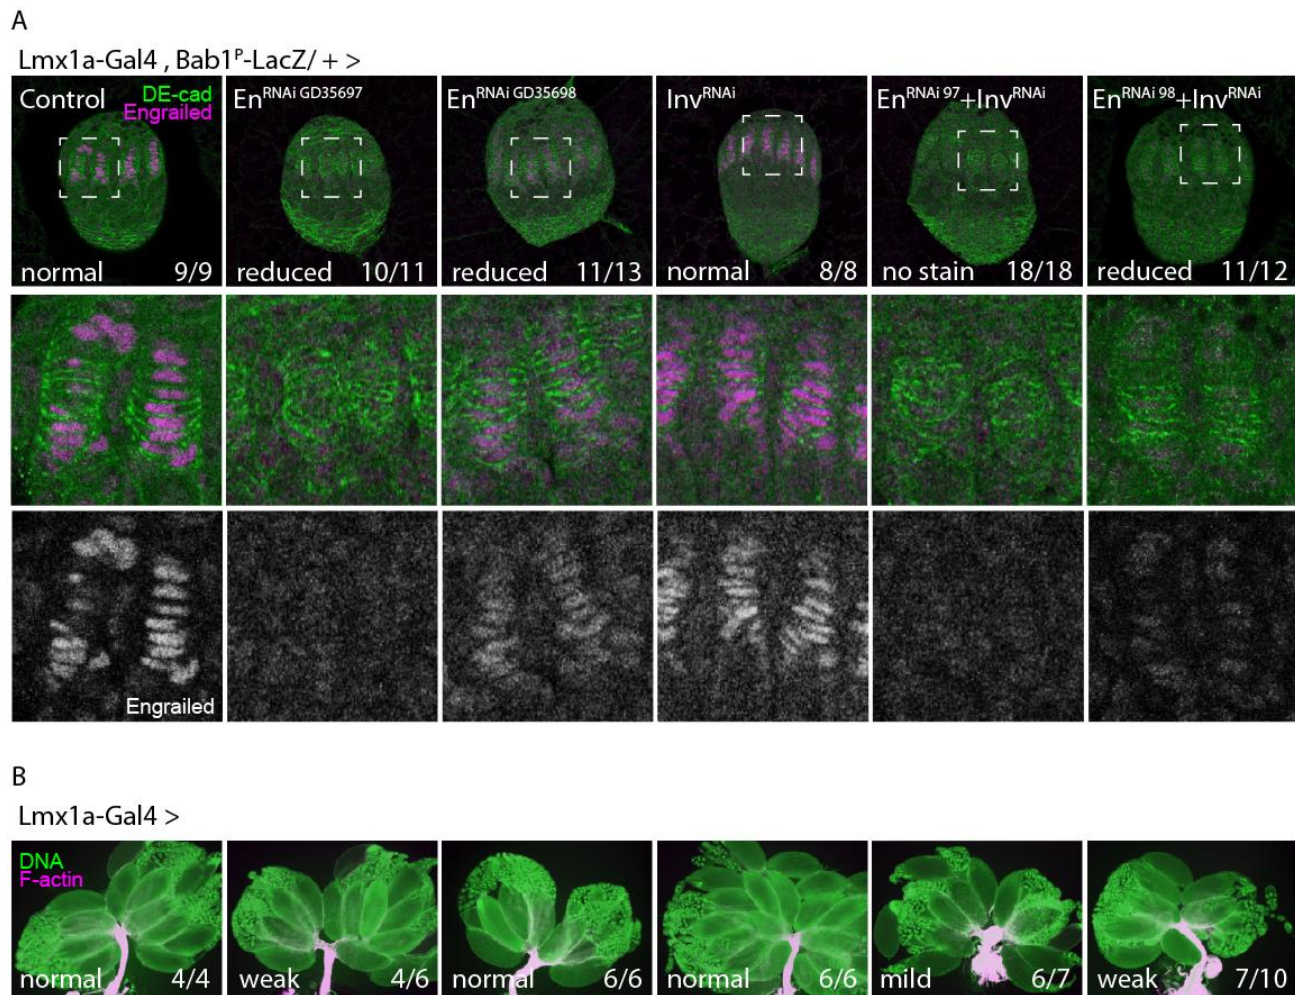 A
Lmx1a-Gal4 , Bab1ᴾ-LacZ/ + >
Control
DE-cad
Engrailed
normal 9/9
Enᴿᴺᴬⁱ ᴳᴰ³⁵⁶⁹⁷
reduced 10/11
Enᴿᴺᴬⁱ ᴳᴰ³⁵⁶⁹⁸
reduced 11/13
Invᴿᴺᴬⁱ
normal 8/8
Enᴿᴺᴬⁱ ⁹⁷+Invᴿᴺᴬⁱ
no stain 18/18
Enᴿᴺᴬⁱ ⁹⁸+Invᴿᴺᴬⁱ
reduced 11/12
Engrailed
B
Lmx1a-Gal4 >
DNA
F-actin
normal 4/4
weak 4/6
normal 6/6
normal 6/6
mild 6/7
weak 7/10